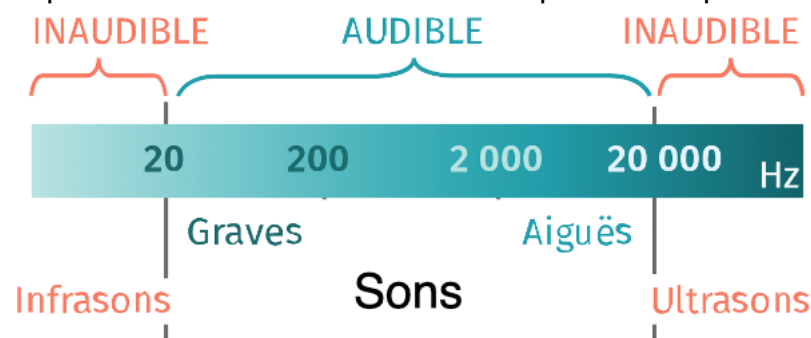 INAUDIBLE AUDIBLE INAUDIBLE
20 200 2 000 20 000 Hz
Graves Aiguës
Infrasons Sons Ultrasons